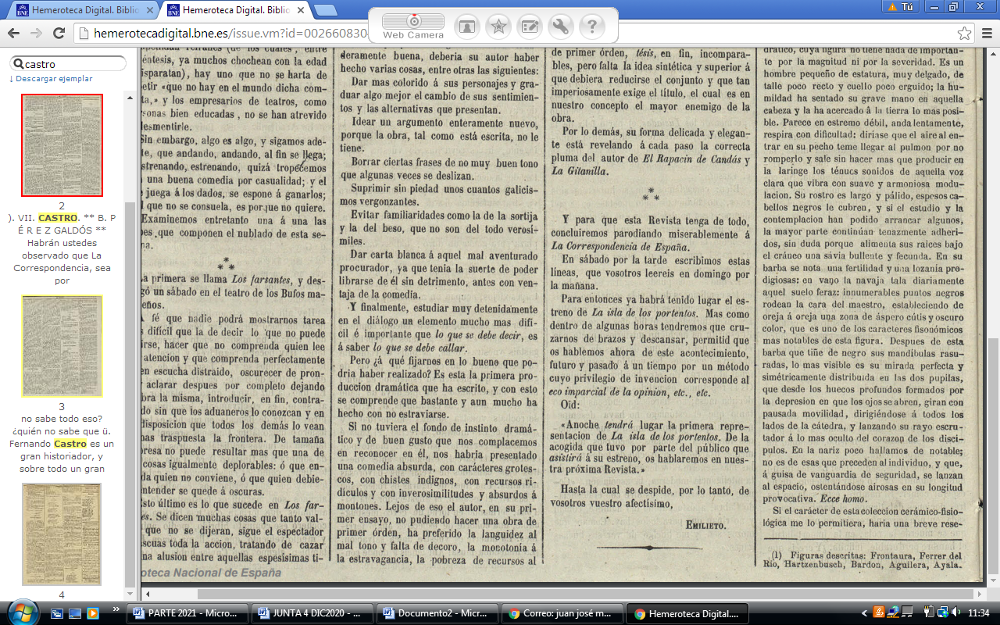 Hemeroteca Digital. Biblio
Hemeroteca Digital. Biblio
Tú
hemerotecadigital.bne.es/issue.vm?id=002660830
Web Camera
castro
↓ Descargar ejemplar
2
). VII. CASTRO. ** B. P
É R E Z GALDÓS **
Habrán ustedes
observado que La
Correspondencia, sea
por
3
no sabe todo eso?
¿quién no sabe que ü.
Fernando Castro es un
gran historiador, y
sobre todo un gran
4
éntesis, ya muchos chochean con la edad
isparatan), hay uno que no se harta de
etir «que no hay en el mundo dicha com-
ta,» y los empresarios de teatros, como
sonas bien educadas, no se han atrevido
lesmentirle.
Sin embargo, algo es algo, y sigamos ade-
te, que andando, andando, al fin se llega;
strenando, estrenando, quizá tropecemos
una buena comedia por casualidad; y el
juega á los dados, se espone á ganarlos;
l que no se consuela, es porque no quiere.
Examinemos entretanto una á una las
es que componen el nublado de esta se-
na.
* * *
La primera se llama Los farsantes, y des-
gó un sábado en el teatro de los Bufos ma-
eños.
A fé que nadie podrá mostrarnos tarea
s difícil que la de decir lo que no puede
irse, hacer que no comprenda quien lee
atencion y que comprenda perfectamente
en escucha distraido, oscurecer de pron-
aclarar despues por completo dejando
bra la misma, introducir, en fin, contra-
do sin que los aduaneros lo conozcan y en
disposicion que todos los demás lo vean
nas traspuesta la frontera. De tamaña
resa no puede resultar mas que una de
cosas igualmente deplorables: ó que en-
da quien no conviene, ó que quien debie-
ntender se quede á oscuras.
Esto último es lo que sucede en Los far-
es. Se dicen muchas cosas que tanto val-
que no se dijeran, sigue el espectador
scuas toda la accion, tratando de cazar
na alusion entre aquellas espesísimas ti-
oteca Nacional de España
deramente buena, deberia su autor haber
hecho varias cosas, entre otras las siguientes:
Dar mas colorido á sus personajes y gra-
duar algo mejor el cambio de sus sentimien-
tos y las alternativas que presentan.
Idear un argumento enteramente nuevo,
porque la obra, tal como está escrita, no le
tiene.
Borrar ciertas frases de no muy buen tono
que algunas veces se deslizan.
Suprimir sin piedad unos cuantos galicis-
mos vergonzantes.
Evitar familiaridades como la de la sortija
y la del beso, que no son del todo verosí-
miles.
Dar carta blanca á aquel mal aventurado
procurador, ya que tenia la suerte de poder
librarse de él sin detrimento, antes con ven-
taja de la comedia.
Y finalmente, estudiar muy detenidamente
en el diálogo un elemento mucho mas difí-
cil é importante que lo que se debe decir, es
á saber lo que se debe callar.
Pero ¿á qué fijarnos en lo bueno que po-
dria haber realizado? Es esta la primera pro-
duccion dramática que ha escrito, y con esto
se comprende que bastante y aun mucho ha
hecho con no estraviarse.
Si no tuviera el fondo de instinto dramá-
tico y de buen gusto que nos complacemos
en reconocer en él, nos habria presentado
una comedia absurda, con carácteres grotes-
cos, con chistes indignos, con recursos ri-
dículos y con inverosimilitudes y absurdos á
montones. Lejos de eso el autor, en su pri-
mer ensayo, no pudiendo hacer una obra de
primer órden, ha preferido la languidez al
mal tono y falta de decoro, la monotonía á
la estravagancia, la pobreza de recursos al
de primer órden, tésis, en fin, incompara-
bles, pero falta la idea sintética y superior á
que debiera reducirse el conjunto y que tan
imperiosamente exige el título, el cual es en
nuestro concepto el mayor enemigo de la
obra.
Por lo demás, su forma delicada y elegan-
te está revelando á cada paso la correcta
pluma del autor de El Rapacin de Candás y
La Gitanilla.
* * *
Y para que esta Revista tenga de todo,
concluiremos parodiando miserablemente á
La Correspondencia de España.
En sábado por la tarde escribimos estas
lineas, que vosotros leereis en domingo por
la mañana.
Para entonces ya habrá tenido lugar el es-
treno de La isla de los portentos. Mas como
dentro de algunas horas tendremos que cru-
zarnos de brazos y descansar, permitid que
os hablemos ahora de este acontecimiento,
futuro y pasado á un tiempo por un método
cuyo privilegio de invencion corresponde al
eco imparcial de la opinion, etc., etc.
Oid:
«Anoche tendrá lugar la primera repre-
sentacion de La isla de los portentos. De la
acogida que tuvo por parte del público que
asistirá á su estreno, os hablaremos en nues-
tra próxima Revista.»
Hasta la cual se despide, por lo tanto, de
vosotros vuestro afectísimo,
EMILIETO.
drático, cuya figura no tiene nada de importan-
te por la magnitud ni por la severidad. Es un
hombre pequeño de estatura, muy delgado, de
talle poco recto y cuello poco erguido; la hu-
mildad ha sentado su grave mano en aquella
cabeza y la ha acercado á la tierra lo mas posi-
ble. Parece en estremo débil, anda lentamente,
respira con dificultad: diríase que el aire al en-
trar en su pecho teme llegar al pulmon por no
romperlo y sale sin hacer mas que producir en
la laringe los ténues sonidos de aquella voz
clara que vibra con suave y armoniosa modu-
lacion. Su rostro es largo y pálido, espesos ca-
bellos negros le cubren, y si el estudio y la
contemplacion han podido arrancar algunos,
la mayor parte continúan tenazmente adheri-
dos, sin duda porque alimenta sus raices bajo
el cráneo una sávia bullente y fecunda. En su
barba se nota una fertilidad y una lozanía pro-
digiosas: en vano la navaja tala diariamente
aquel suelo feraz: innumerables puntos negros
rodean la cara del maestro, estableciendo de
oreja á oreja una zona de áspero cútis y oscuro
color, que es uno de los caracteres fisonómicos
mas notables de esta figura. Despues de esta
barba que tiñe de negro sus mandíbulas rasu-
radas, lo mas visible es su mirada perfecta y
simétricamente distribuida en las dos pupilas,
que desde los huecos profundos formados por
la depresion en que los ojos se abren, giran con
pausada movilidad, dirigiéndose á todos los
lados de la cátedra, y lanzando su rayo escru-
tador á lo mas oculto del corazon de los discí-
pulos. En la nariz poco hallamos de notable;
no es de esas que preceden al individuo, y que,
á guisa de vanguardia de seguridad, se lanzan
al espacio, ostentándose airosas en su longitud
provocativa. Ecce homo.
Si el carácter de esta coleccion cerámico-fisio-
lógica me lo permitiera, haria una breve rese-
(1) Figuras descritas: Frontaura, Ferrer del
Rio, Hartzenbusch, Bardon, Aguilera, Ayala.
PARTE 2021 - Micro...
JUNTA 4 DIC2020 - ...
Documento2 - Micr...
Correo: juan josé m...
Hemeroteca Digital....
11:34